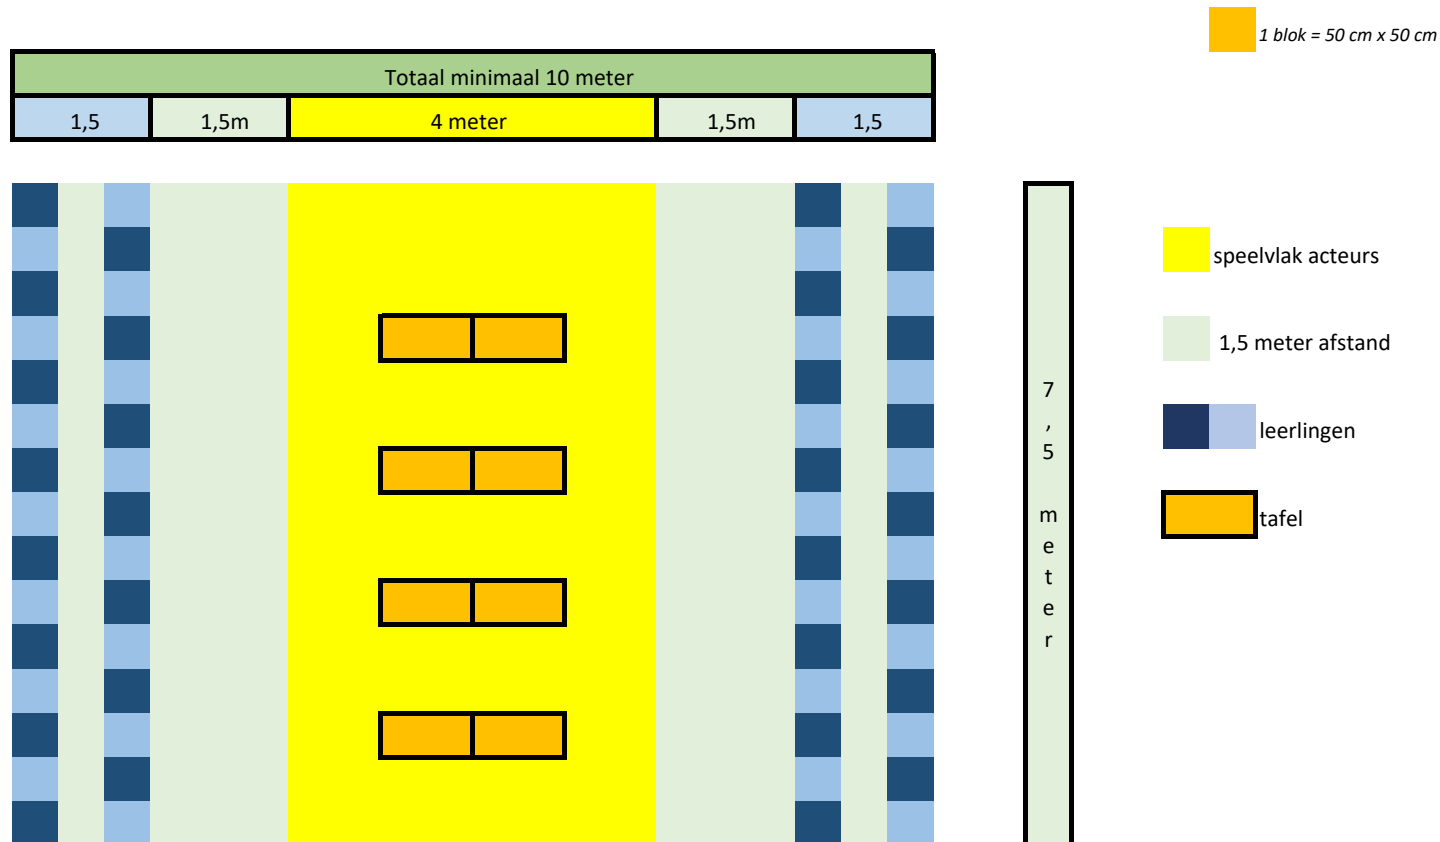 1 blok = 50 cm x 50 cm
Totaal minimaal 10 meter
1,5 1,5m 4 meter 1,5m 1,5
speelvlak acteurs
1,5 meter afstand
7
,
5
m
e
t
e
r
leerlingen
tafel